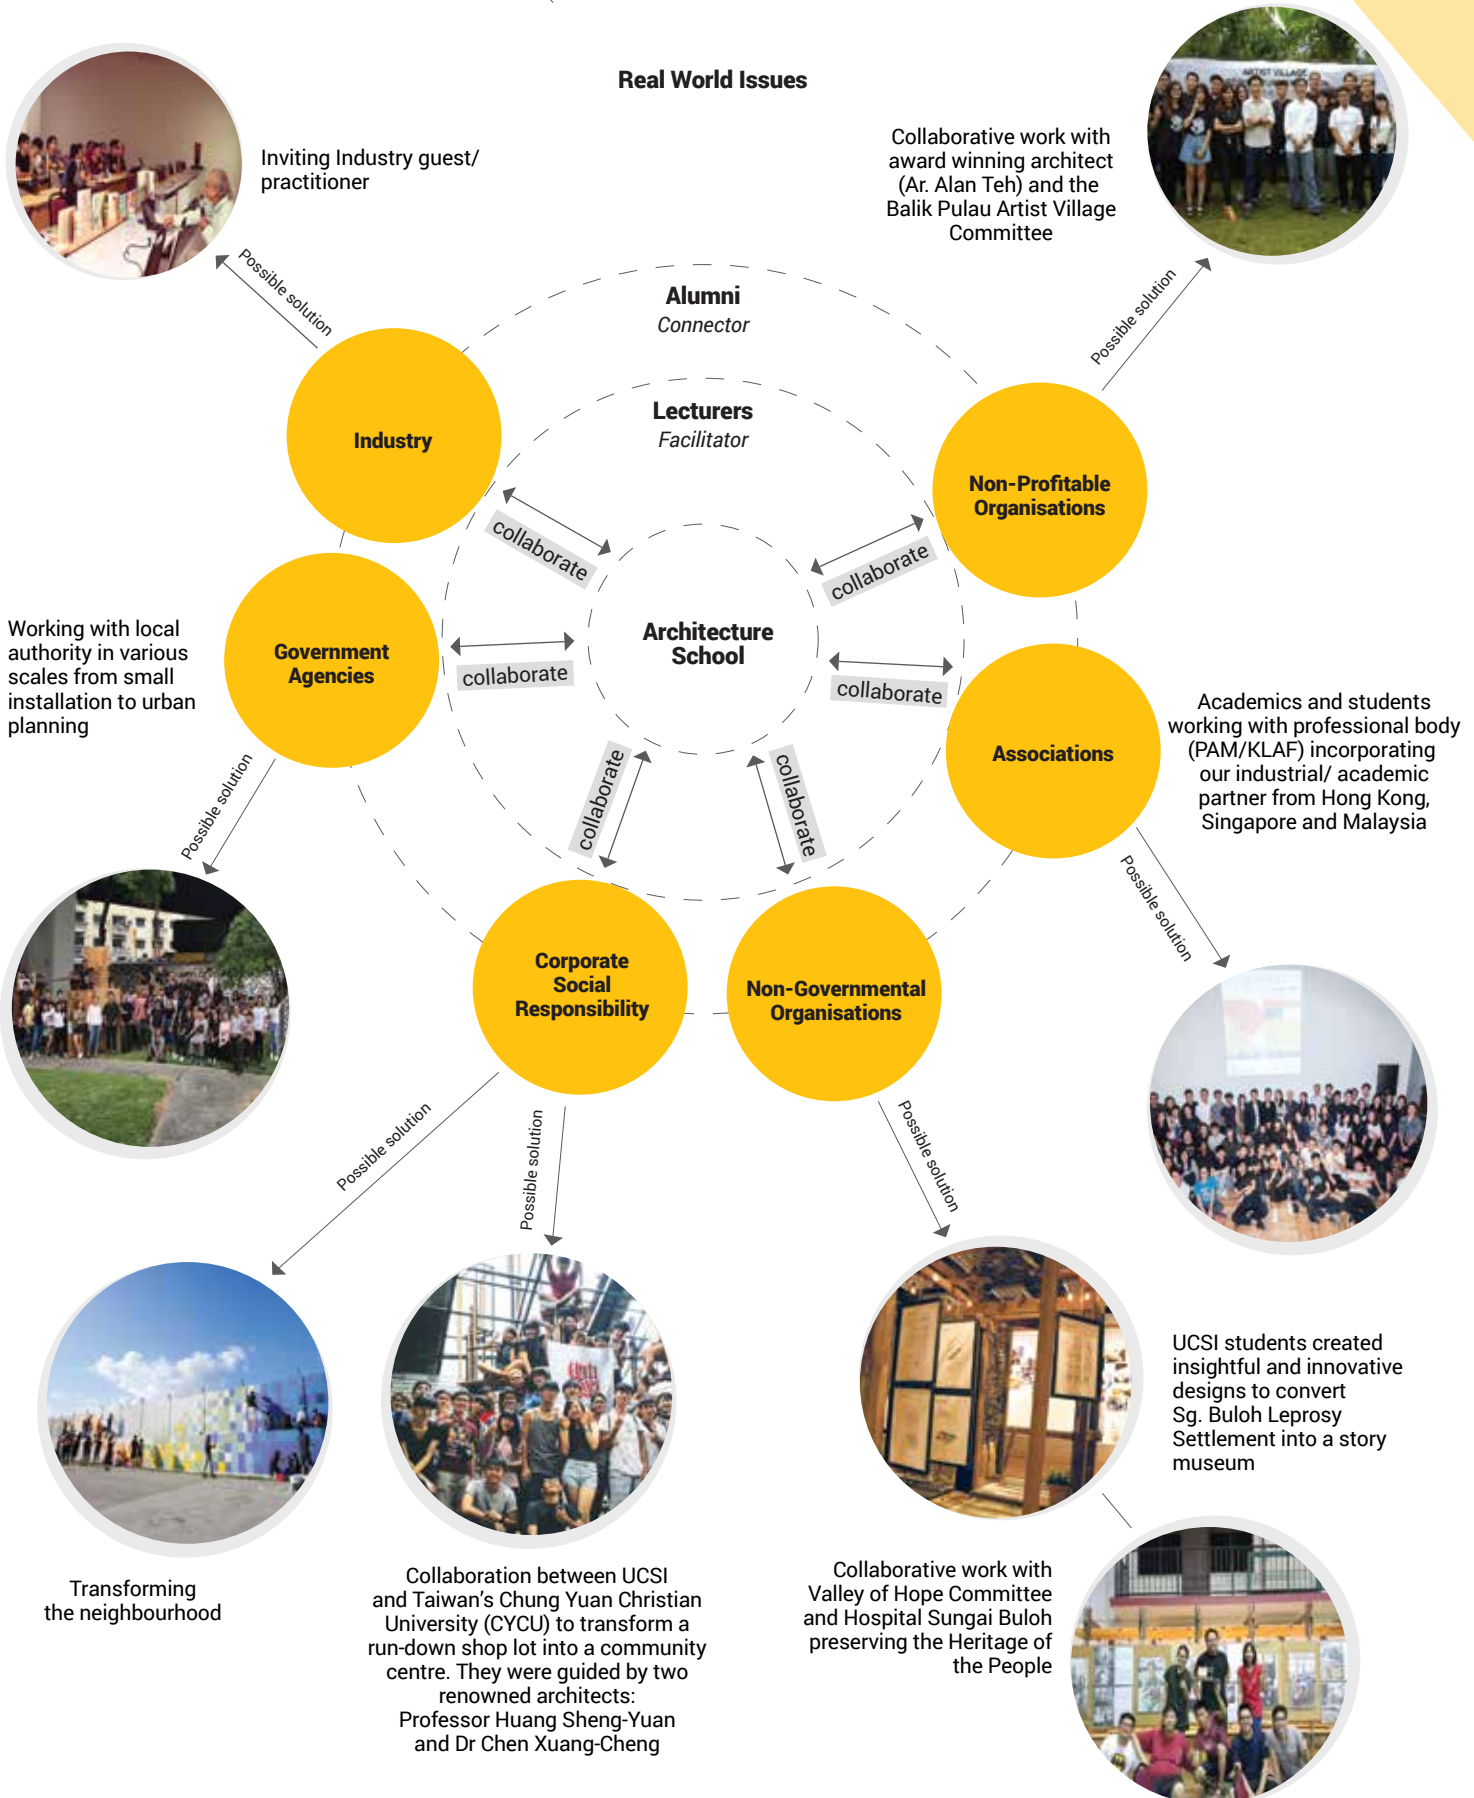 Real World Issues
Inviting Industry guest/
practitioner
Collaborative work with
award winning architect
(Ar. Alan Teh) and the
Balik Pulau Artist Village
Committee
ARTIST VILLAGE
Possible solution
Possible solution
Alumni
Connector
Lecturers
Facilitator
Industry
Non-Profitable
Organisations
collaborate
collaborate
Architecture
School
Working with local
authority in various
scales from small
installation to urban
planning
Government
Agencies
collaborate
collaborate
Associations
Academics and students
working with professional body
(PAM/KLAF) incorporating
our industrial/ academic
partner from Hong Kong,
Singapore and Malaysia
collaborate
collaborate
Possible solution
Possible solution
Corporate
Social
Responsibility
Non-Governmental
Organisations
Possible solution
Possible solution
Possible solution
UCSI students created
insightful and innovative
designs to convert
Sg. Buloh Leprosy
Settlement into a story
museum
Transforming
the neighbourhood
Collaboration between UCSI
and Taiwan's Chung Yuan Christian
University (CYCU) to transform a
run-down shop lot into a community
centre. They were guided by two
renowned architects:
Professor Huang Sheng-Yuan
and Dr Chen Xuang-Cheng
Collaborative work with
Valley of Hope Committee
and Hospital Sungai Buloh
preserving the Heritage of
the People